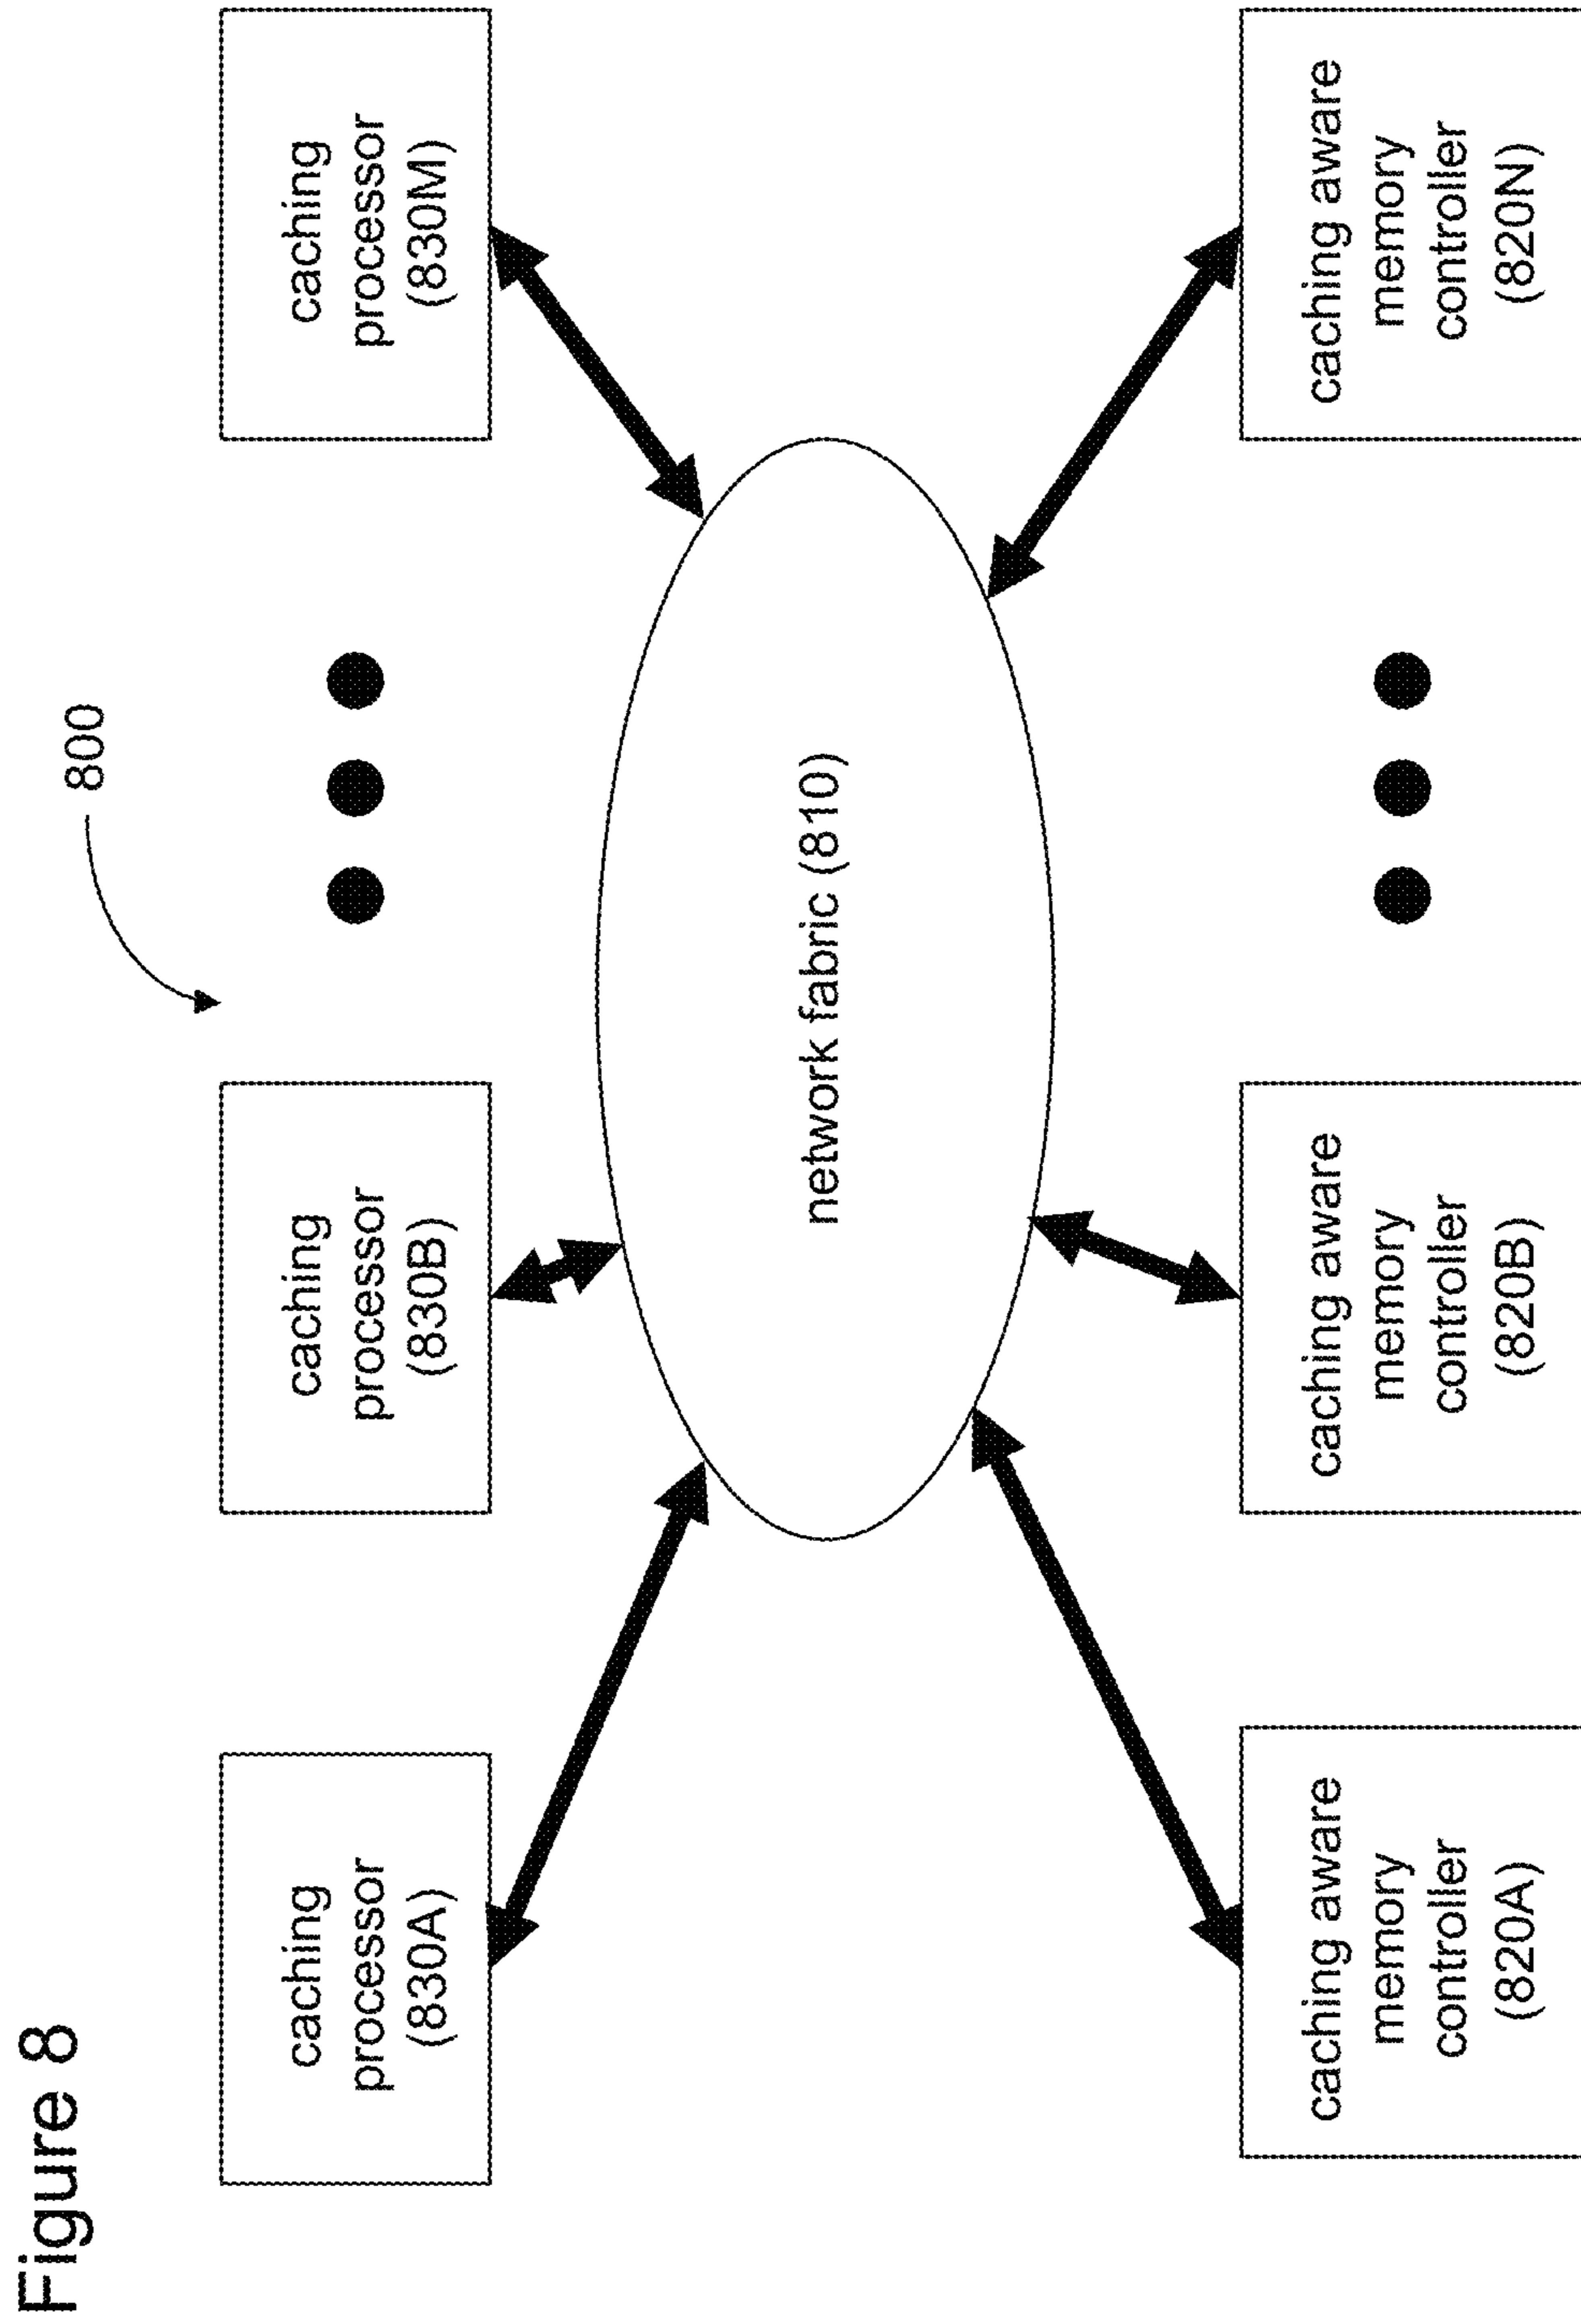 Figure 8
800
caching
processor
(830A)
caching
processor
(830B)
caching
processor
(830M)
network fabric (810)
caching aware
memory
controller
(820A)
caching aware
memory
controller
(820B)
caching aware
memory
controller
(820N)